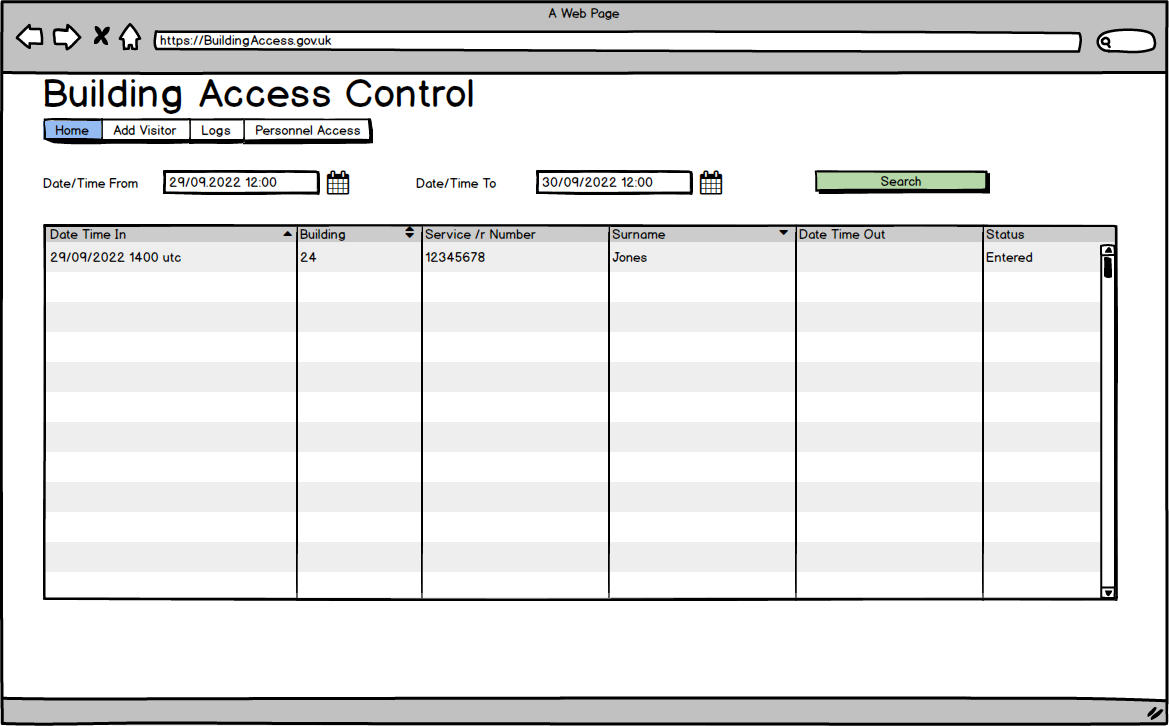 A Web Page
https://BuildingAccess.gov.uk
Building Access Control
Home Add Visitor Logs Personnel Access
Date/Time From 29/09.2022 12:00 Date/Time To 30/09/2022 12:00 Search
Date Time In Building Service /r Number Surname Date Time Out Status
29/09/2022 1400 utc 24 12345678 Jones Entered